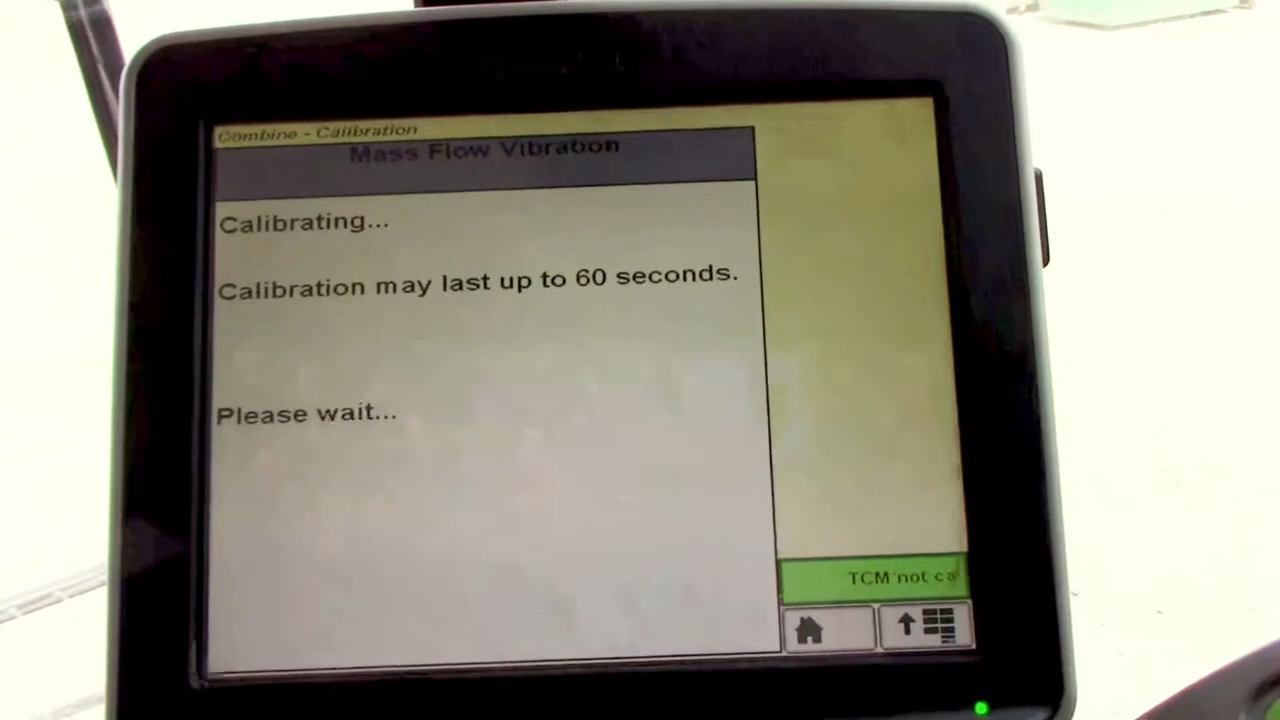 Combine - Calibration
Mass Flow Vibration
Calibrating...
Calibration may last up to 60 seconds.
Please wait...
TCM not ca